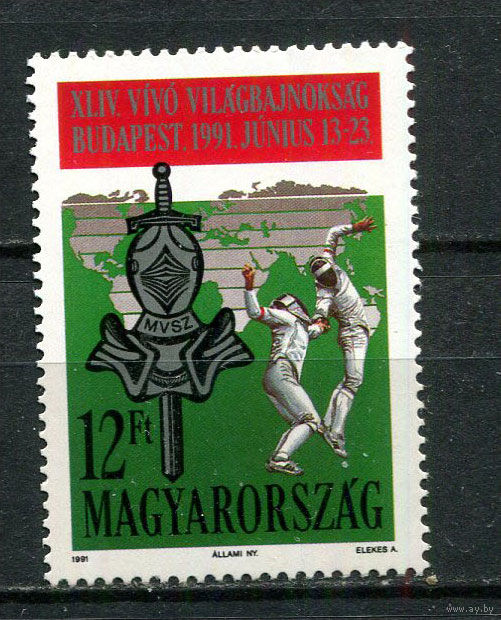 XLIV. VÍVÓ VILÁGBAJNOKSÁG
BUDAPEST, 1991. JÚNIUS 13-23.
MVSZ
12Ft
MAGYARORSZÁG
1991 ÁLLAMI NY. ELEKES A.
www.ay.by